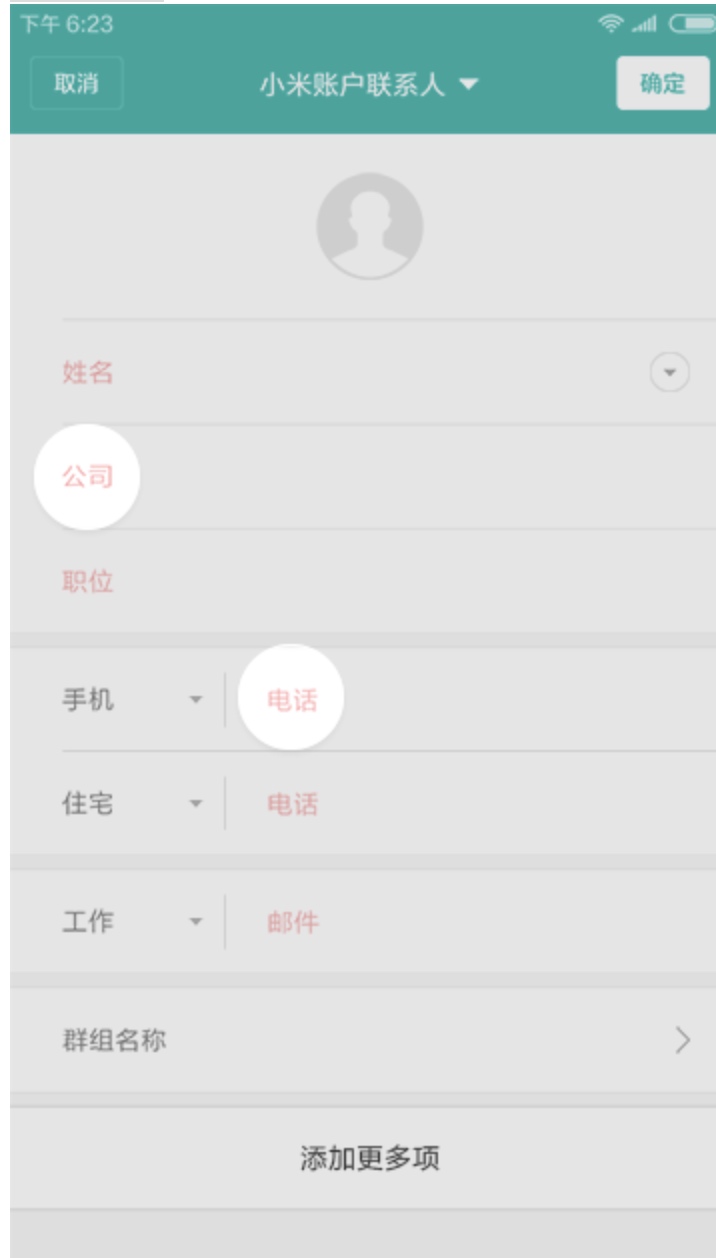 下午 6:23
取消 小米账户联系人 确定
姓名
公司
职位
手机 电话
住宅 电话
工作 邮件
群组名称
添加更多项